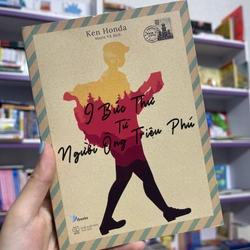 Ken Honda
9 Bức Thư
Từ
Người Ông Triệu Phú